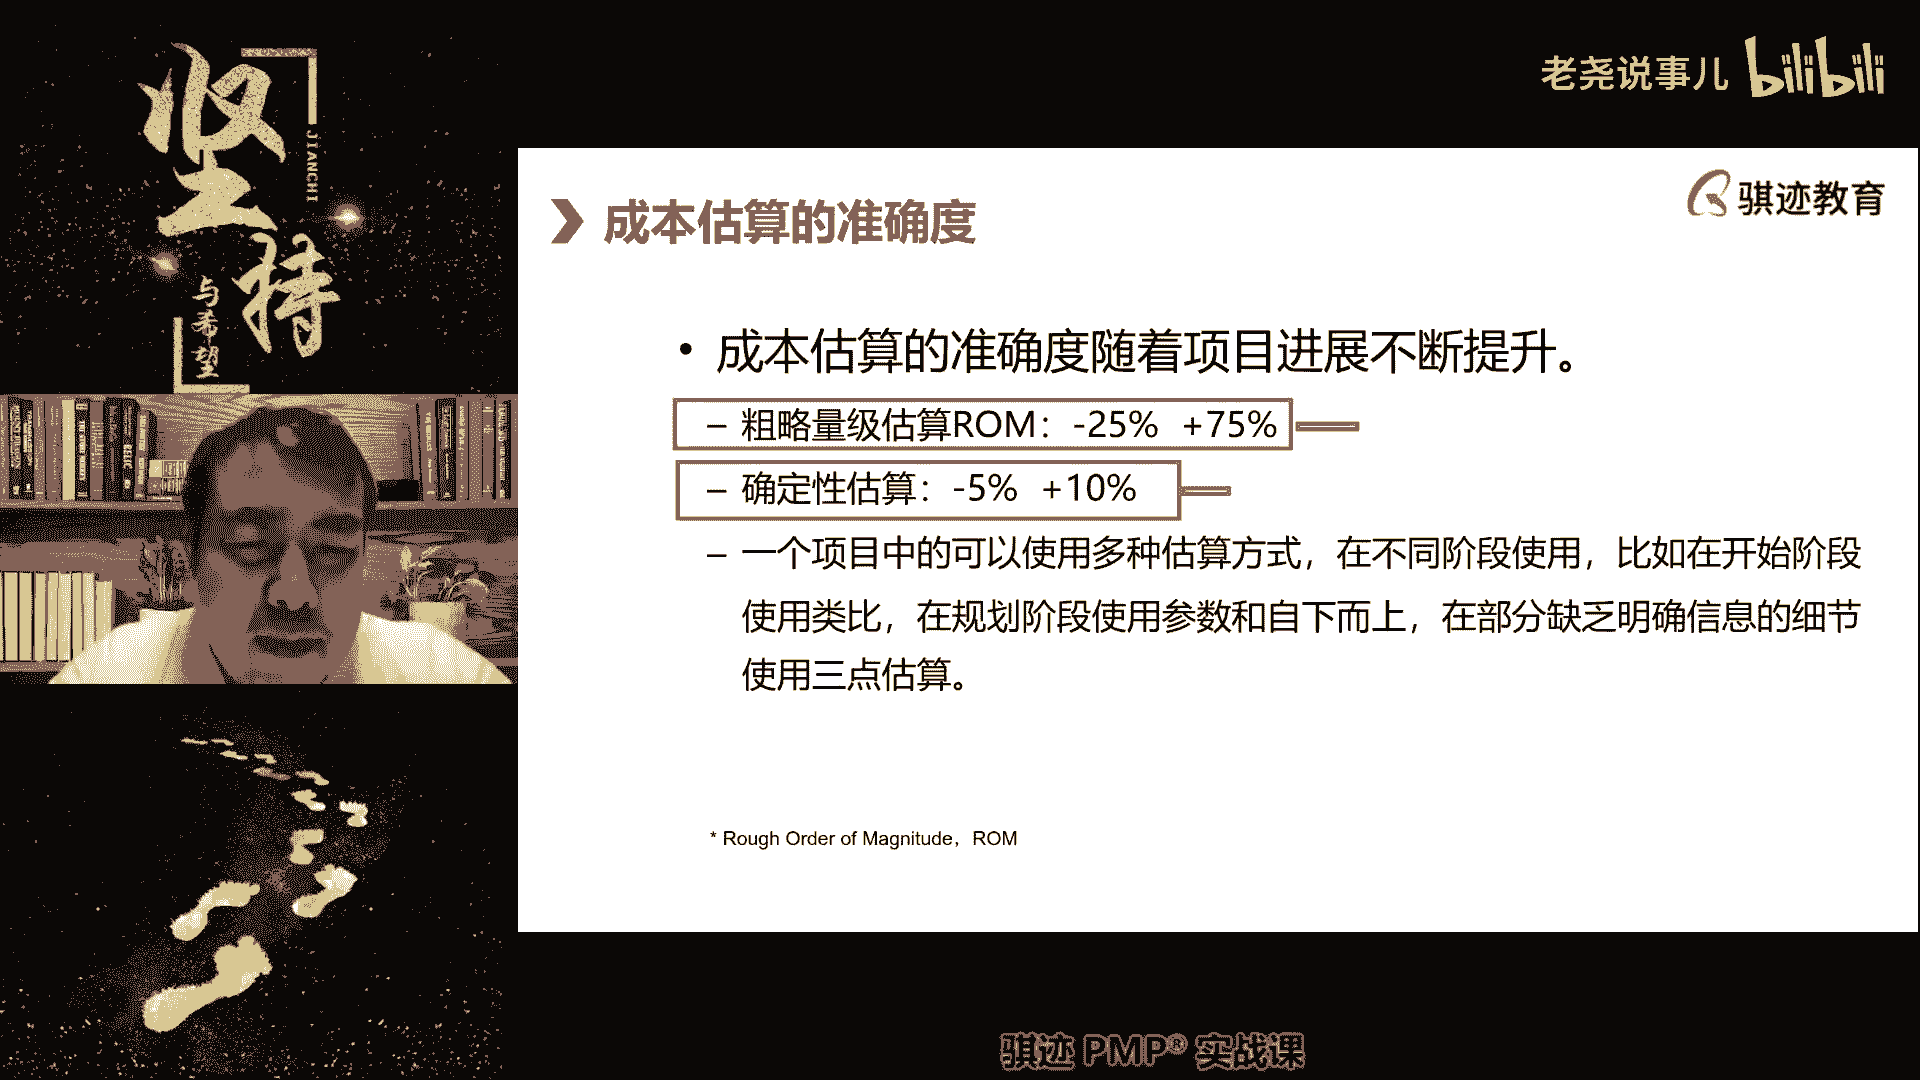 坚持
JIANCHI
与希望
老尧说事儿 bilibili
骐迹教育
成本估算的准确度
• 成本估算的准确度随着项目进展不断提升。
– 粗略量级估算ROM：-25% +75%
– 确定性估算：-5% +10%
– 一个项目中的可以使用多种估算方式，在不同阶段使用，比如在开始阶段
使用类比，在规划阶段使用参数和自下而上，在部分缺乏明确信息的细节
使用三点估算。
* Rough Order of Magnitude，ROM
骐迹 PMP® 实战课